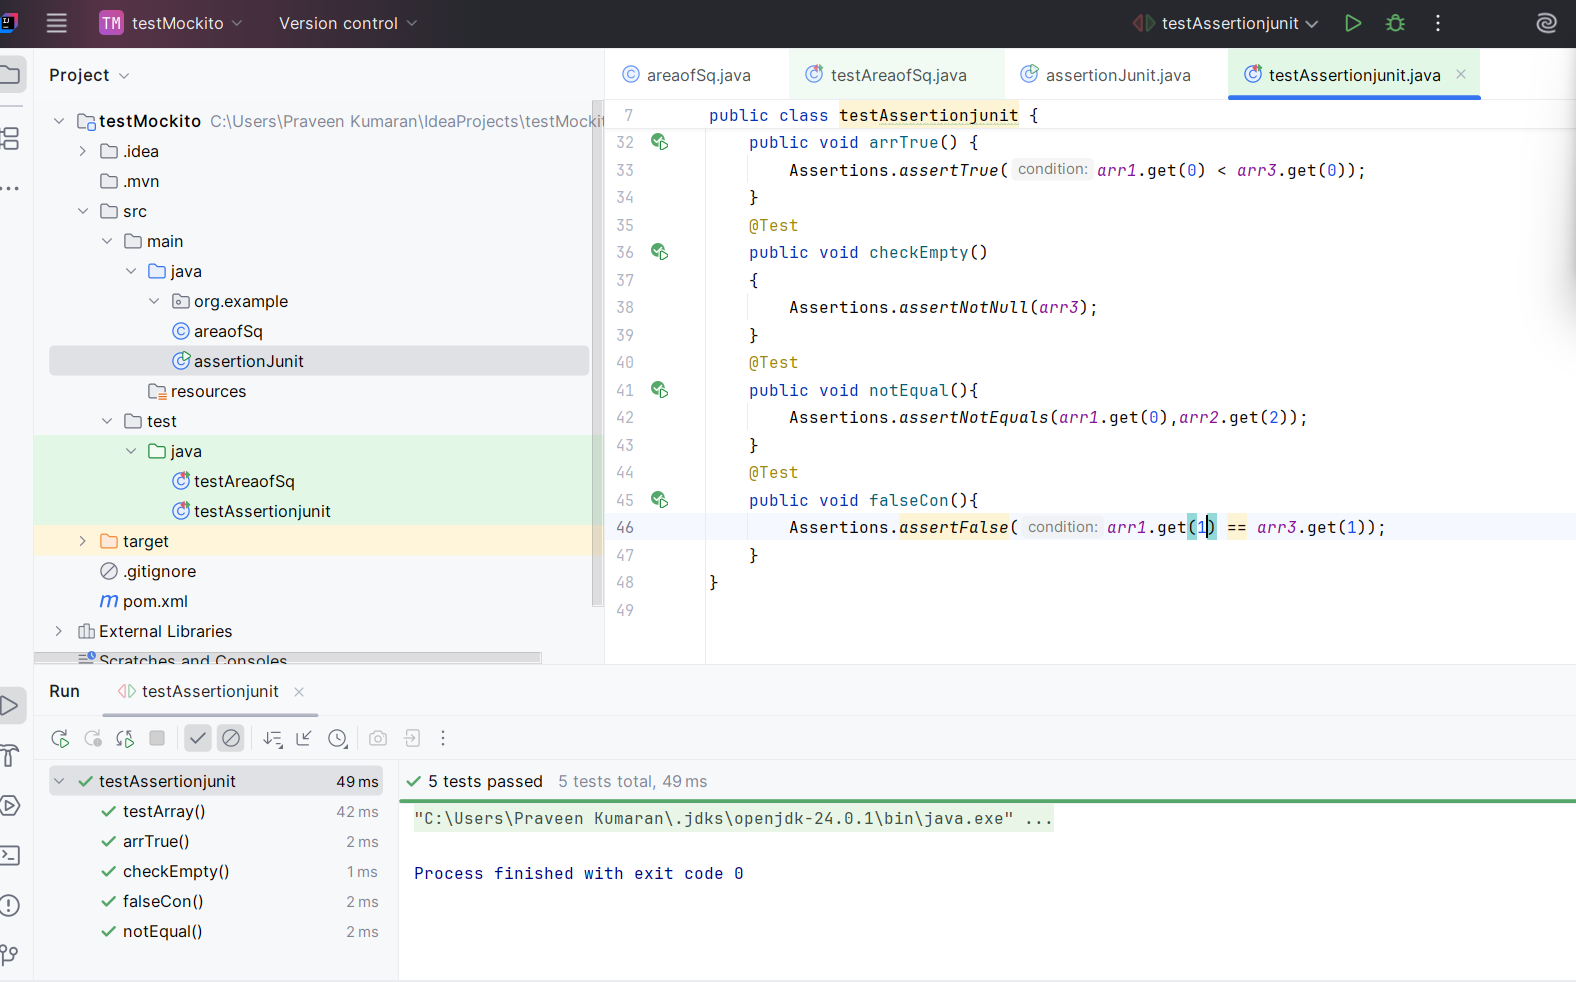 TM testMockito Version control testAssertionjunit
Project
testMockito C:\Users\Praveen Kumaran\IdeaProjects\testMockit
.idea
.mvn
src
main
java
org.example
areaofSq
assertionJunit
resources
test
java
testAreaofSq
testAssertionjunit
target
.gitignore
pom.xml
External Libraries
Scratches and Consoles
areaofSq.java testAreaofSq.java assertionJunit.java testAssertionjunit.java
7 public class testAssertionjunit {
32 public void arrTrue() {
33 Assertions.assertTrue( condition: arr1.get(0) < arr3.get(0));
34 }
35 @Test
36 public void checkEmpty()
37 {
38 Assertions.assertNotNull(arr3);
39 }
40 @Test
41 public void notEqual(){
42 Assertions.assertNotEquals(arr1.get(0),arr2.get(2));
43 }
44 @Test
45 public void falseCon(){
46 Assertions.assertFalse( condition: arr1.get(1) == arr3.get(1));
47 }
48 }
49
Run testAssertionjunit
testAssertionjunit 49 ms
testArray() 42 ms
arrTrue() 2 ms
checkEmpty() 1 ms
falseCon() 2 ms
notEqual() 2 ms
5 tests passed 5 tests total, 49 ms
"C:\Users\Praveen Kumaran\.jdks\openjdk-24.0.1\bin\java.exe" ...
Process finished with exit code 0